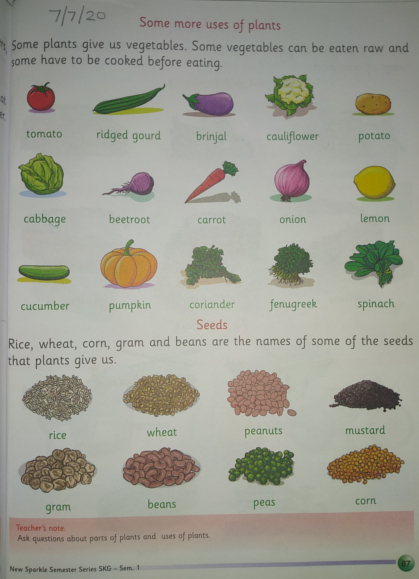 7/7/20
Some more uses of plants
Some plants give us vegetables. Some vegetables can be eaten raw and
some have to be cooked before eating.
tomato ridged gourd brinjal cauliflower potato
cabbage beetroot carrot onion lemon
cucumber pumpkin coriander fenugreek spinach
Seeds
Rice, wheat, corn, gram and beans are the names of some of the seeds
that plants give us.
rice wheat peanuts mustard
gram beans peas corn
Teacher's note:
Ask questions about parts of plants and uses of plants.
New Sparkle Semester Series SKG – Sem. 1